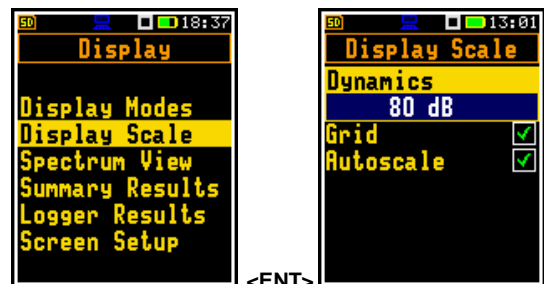 SD 18:37
Display
Display Modes
Display Scale
Spectrum View
Summary Results
Logger Results
Screen Setup
<ENT>
SD 13:01
Display Scale
Dynamics
80 dB
Grid
Autoscale